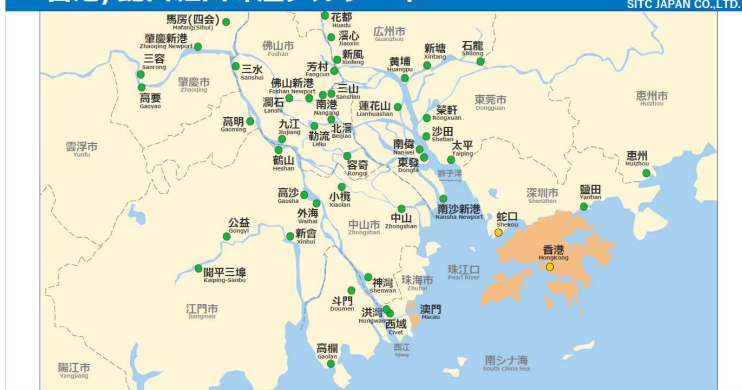 SITC JAPAN CO.,LTD.
馬房(四会)
Mafang(Sihui)
花都
Huadu
広州市
Guanzhou
肇慶新港
Zhaoqing Newport
佛山市
Foshan
滘心
Jiaoxin
新風
Xinfeng
新塘
Xintang
石龍
Shilong
三容
Sanrong
三水
Sanshui
芳村
Fangcun
黄埔
Huangpu
肇慶市
Zhaoqing
佛山新港
Foshan Newport
三山
Sanshan
高要
Gaoyao
瀾石
Lanshi
南港
Nangang
蓮花山
Lianhuashan
東莞市
Dongguan
惠州市
Huizhou
高明
Gaoming
九江
Jiujiang
勒流
Leliu
北滘
Beijiao
榮軒
Rongxuan
沙田
Shatian
雲浮市
Yunfu
鶴山
Heshan
容奇
Rongqi
南偉
Nanwei
東發
Dongfa
太平
Taiping
惠州
Huizhou
獅子洋
高沙
Gaosha
小欖
Xiaolan
深圳市
Shenzhen
鹽田
Yantian
外海
Waihai
中山市
Zhongshan
中山
Zhongshan
南沙新港
Nansha Newport
蛇口
Shekou
公益
Gongyi
新會
Xinhui
香港
HongKong
開平三埠
Kaiping-Sanbu
神灣
Shenwan
珠海市
Zhuhai
珠江口
Pearl River
江門市
Jiangmen
斗門
Doumen
洪灣
Hongwan
西域
Civet
澳門
Macau
高欄
Gaolan
西江
Xijiang
南シナ海
South China Sea
陽江市
Yangjiang